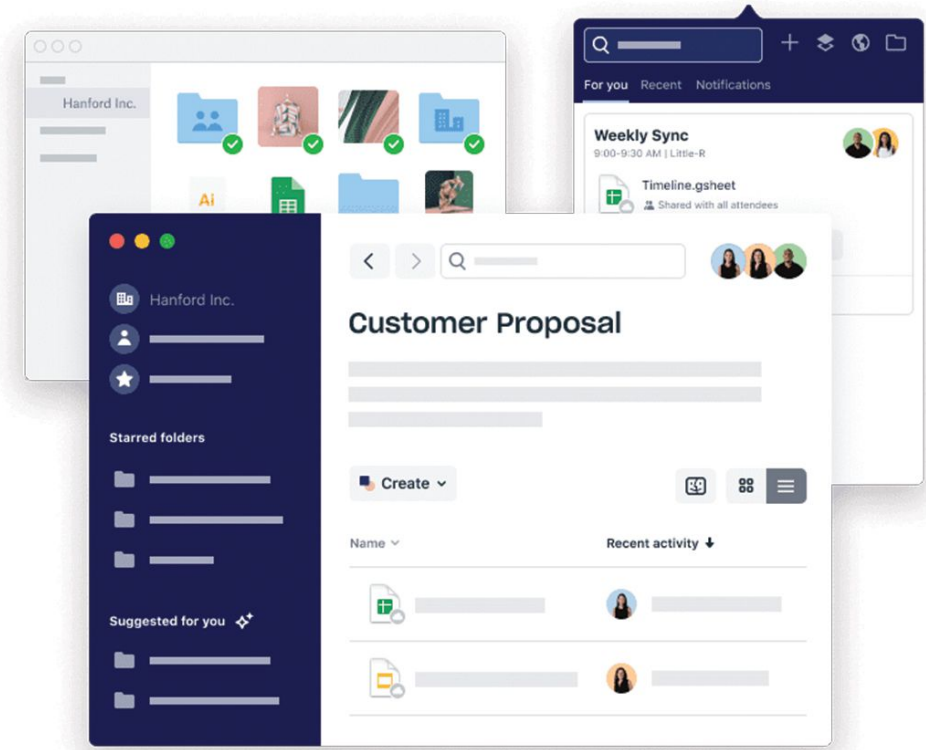 Hanford Inc.
Ai
For you Recent Notifications
Weekly Sync
9:00-9:30 AM | Little-R
Timeline.gsheet
Shared with all attendees
Hanford Inc.
Starred folders
Suggested for you
Customer Proposal
Create
Name Recent activity